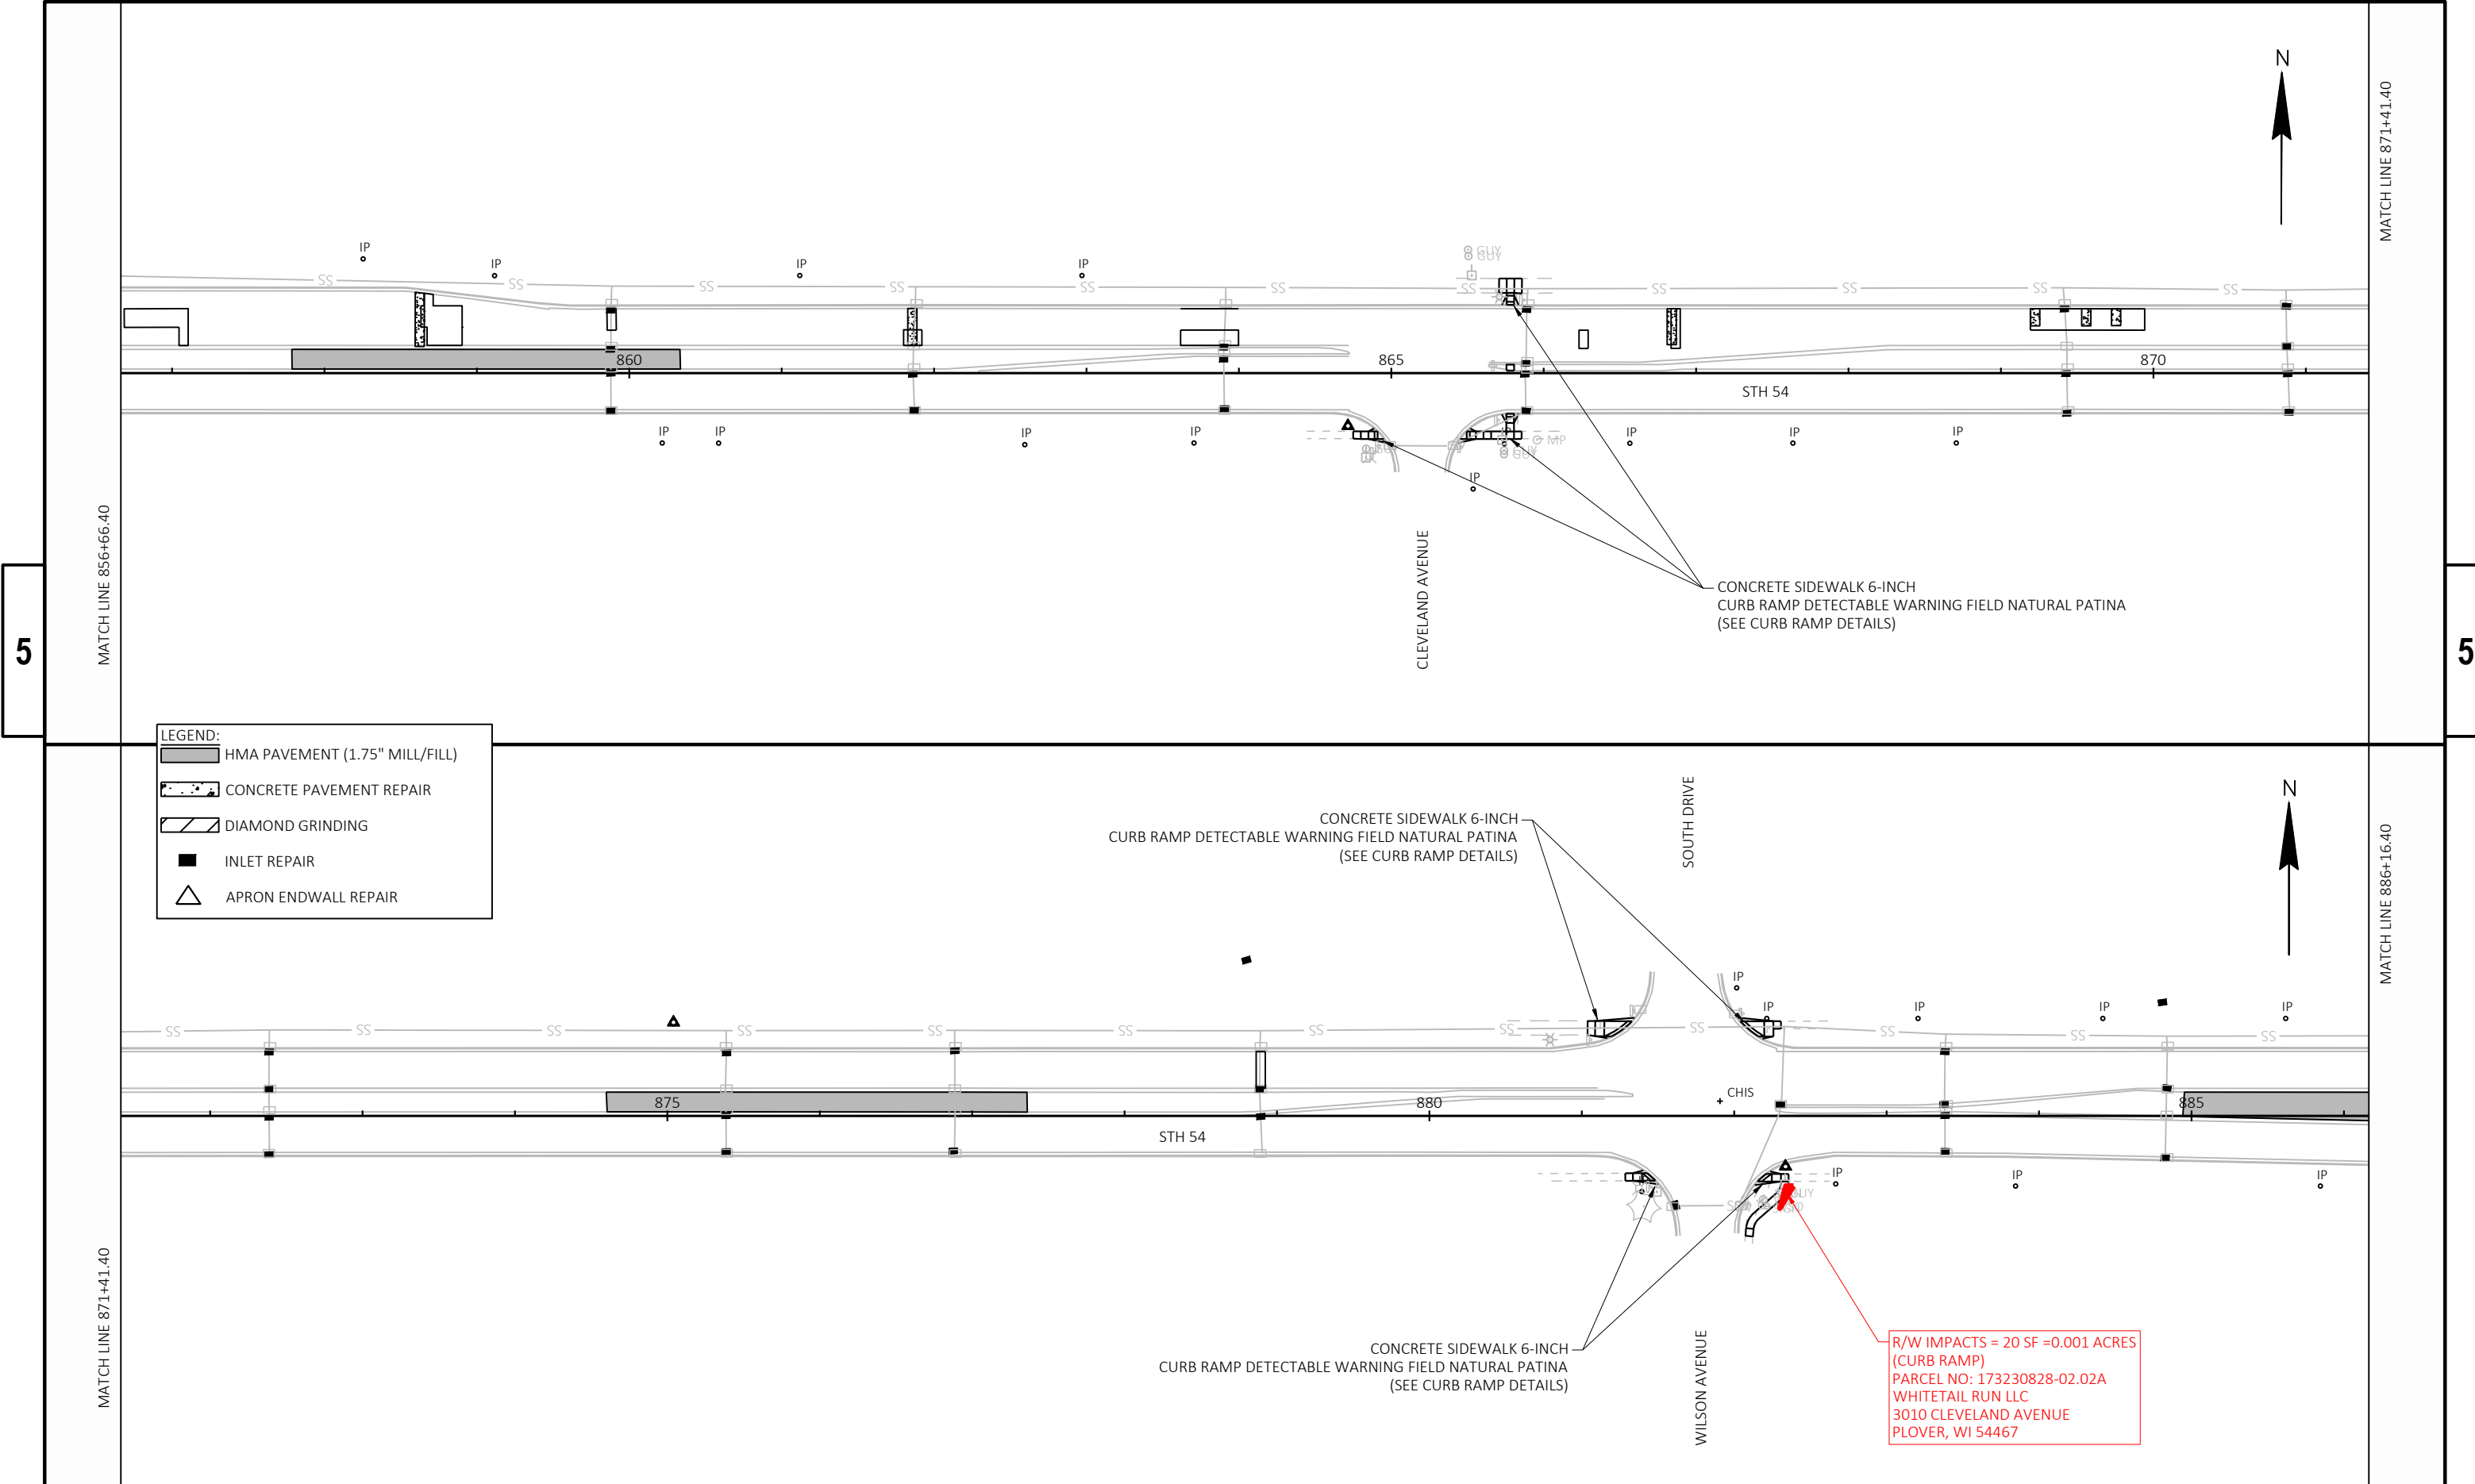 N
MATCH LINE 871+41.40
GUY
GUY
IP
IP
IP
IP
SS SS SS SS SS SS SS SS SS SS SS
860
865
870
STH 54
IP
IP
IP
IP
MP
IP
IP
IP
GUY
IP
MATCH LINE 856+66.40
CLEVELAND AVENUE
CONCRETE SIDEWALK 6-INCH
CURB RAMP DETECTABLE WARNING FIELD NATURAL PATINA
(SEE CURB RAMP DETAILS)
5
5
LEGEND:
HMA PAVEMENT (1.75" MILL/FILL)
CONCRETE PAVEMENT REPAIR
DIAMOND GRINDING
INLET REPAIR
APRON ENDWALL REPAIR
N
SOUTH DRIVE
CONCRETE SIDEWALK 6-INCH
CURB RAMP DETECTABLE WARNING FIELD NATURAL PATINA
(SEE CURB RAMP DETAILS)
MATCH LINE 886+16.40
IP
IP
IP
IP
IP
SS SS SS SS SS SS SS SS SS SS SS SS
875
880
CHIS
885
STH 54
IP
IP
IP
GUY
MATCH LINE 871+41.40
WILSON AVENUE
CONCRETE SIDEWALK 6-INCH
CURB RAMP DETECTABLE WARNING FIELD NATURAL PATINA
(SEE CURB RAMP DETAILS)
R/W IMPACTS = 20 SF =0.001 ACRES
(CURB RAMP)
PARCEL NO: 173230828-02.02A
WHITETAIL RUN LLC
3010 CLEVELAND AVENUE
PLOVER, WI 54467